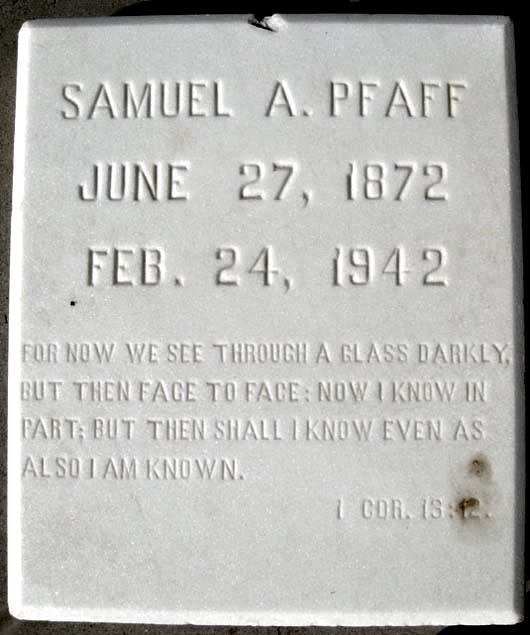 SAMUEL A. PFAFF
JUNE 27, 1872
FEB. 24, 1942
FOR NOW WE SEE THROUGH A GLASS DARKLY,
BUT THEN FACE TO FACE: NOW I KNOW IN
PART; BUT THEN SHALL I KNOW EVEN AS
ALSO I AM KNOWN.
I COR. 13:12.